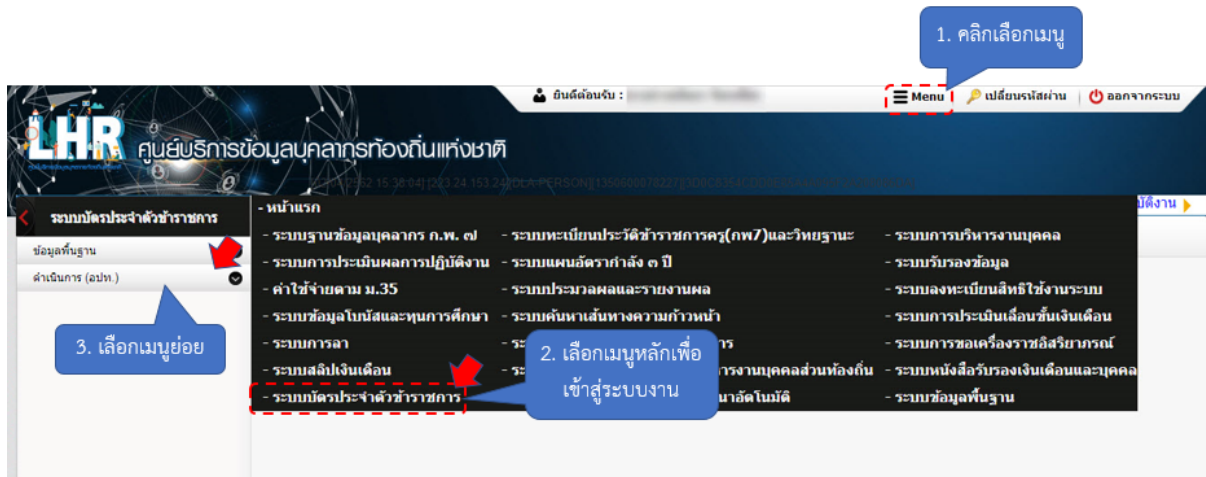 1. คลิกเลือกเมนู
ยินดีต้อนรับ :
Menu
เปลี่ยนรหัสผ่าน
ออกจากระบบ
LHR
ศูนย์บริการข้อมูลบุคลากรท้องถิ่นแห่งชาติ
บัติงาน
ระบบบัตรประจำตัวข้าราชการ
ข้อมูลพื้นฐาน
ดำเนินการ (อปท.)
3. เลือกเมนูย่อย
- หน้าแรก
- ระบบฐานข้อมูลบุคลากร ก.พ. ๗ - ระบบทะเบียนประวัติข้าราชการครู(กพ7)และวิทยฐานะ - ระบบการบริหารงานบุคคล
- ระบบการประเมินผลการปฏิบัติงาน - ระบบแผนอัตรากำลัง ๓ ปี - ระบบรับรองข้อมูล
- ค่าใช้จ่ายตาม ม.35 - ระบบประมวลผลและรายงานผล - ระบบลงทะเบียนสิทธิใช้งานระบบ
- ระบบข้อมูลโบนัสและทุนการศึกษา - ระบบค้นหาเส้นทางความก้าวหน้า - ระบบการประเมินเลื่อนขั้นเงินเดือน
- ระบบการลา - ระ การ - ระบบการขอเครื่องราชอิสริยาภรณ์
- ระบบสลิปเงินเดือน - ระ การงานบุคคลส่วนท้องถิ่น - ระบบหนังสือรับรองเงินเดือนและบุคคล
- ระบบบัตรประจำตัวข้าราชการ นาอัตโนมัติ - ระบบข้อมูลพื้นฐาน
2. เลือกเมนูหลักเพื่อ
เข้าสู่ระบบงาน